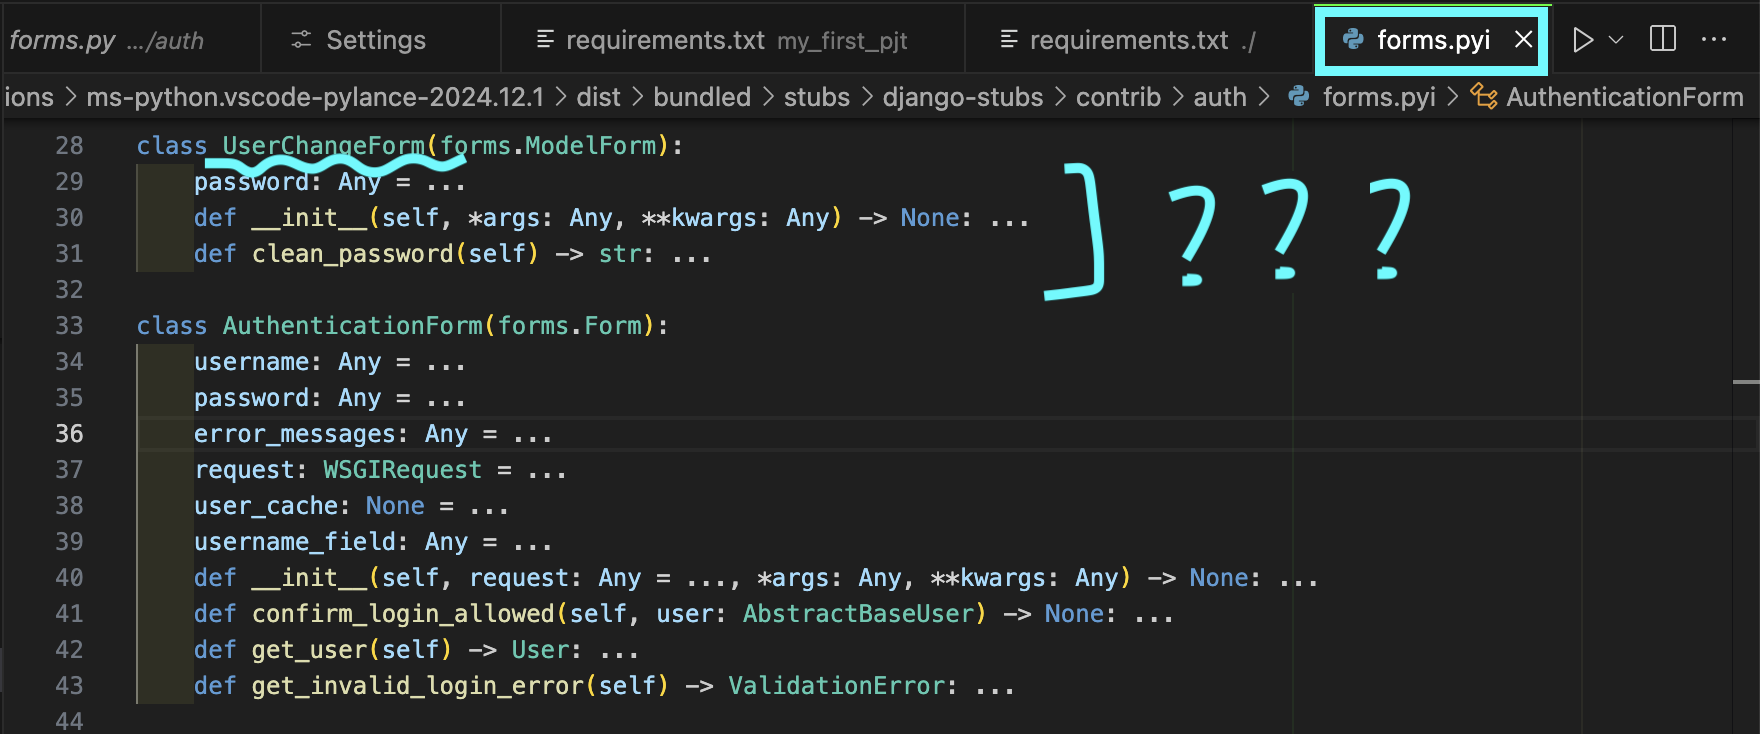 forms.py .../auth Settings requirements.txt my_first_pjt requirements.txt ./ forms.pyi
ions > ms-python.vscode-pylance-2024.12.1 > dist > bundled > stubs > django-stubs > contrib > auth > forms.pyi > AuthenticationForm
28 class UserChangeForm(forms.ModelForm):
29     password: Any = ...
30     def __init__(self, *args: Any, **kwargs: Any) -> None: ...
31     def clean_password(self) -> str: ...
] ? ? ?
32
33 class AuthenticationForm(forms.Form):
34     username: Any = ...
35     password: Any = ...
36     error_messages: Any = ...
37     request: WSGIRequest = ...
38     user_cache: None = ...
39     username_field: Any = ...
40     def __init__(self, request: Any = ..., *args: Any, **kwargs: Any) -> None: ...
41     def confirm_login_allowed(self, user: AbstractBaseUser) -> None: ...
42     def get_user(self) -> User: ...
43     def get_invalid_login_error(self) -> ValidationError: ...
44